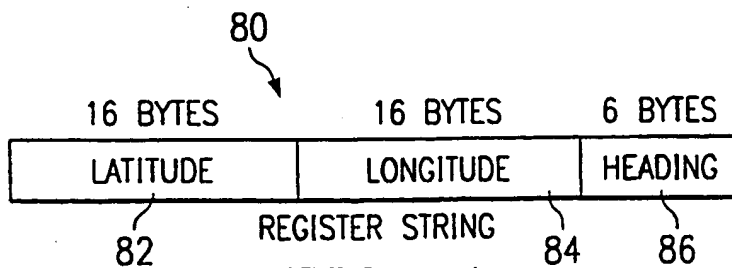 80
16 BYTES 16 BYTES 6 BYTES
LATITUDE LONGITUDE HEADING
82 REGISTER STRING 84 86